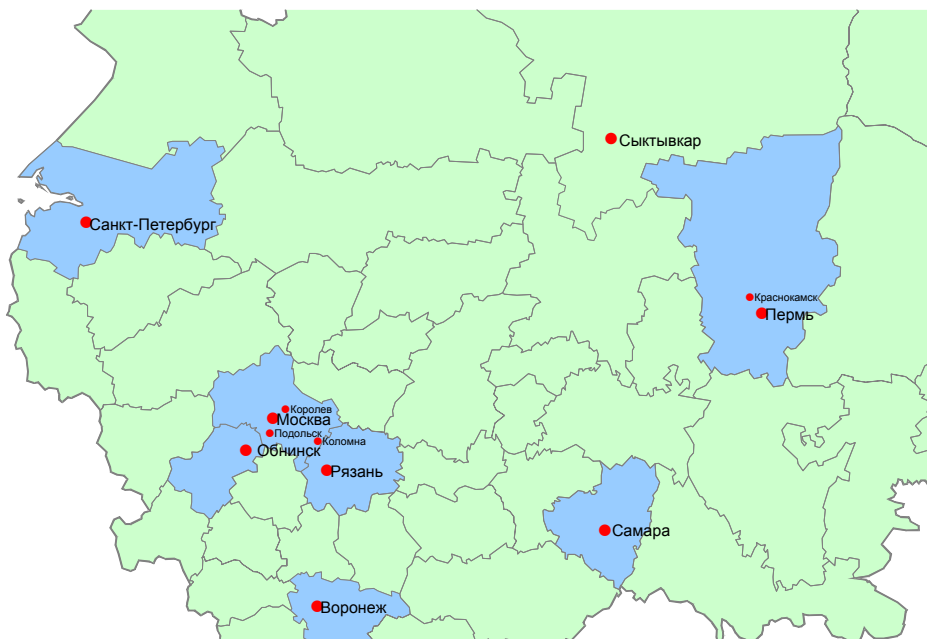 Сыктывкар
Санкт-Петербург
Краснокамск
Пермь
Королев
Москва
Подольск
Коломна
Обнинск
Рязань
Самара
Воронеж